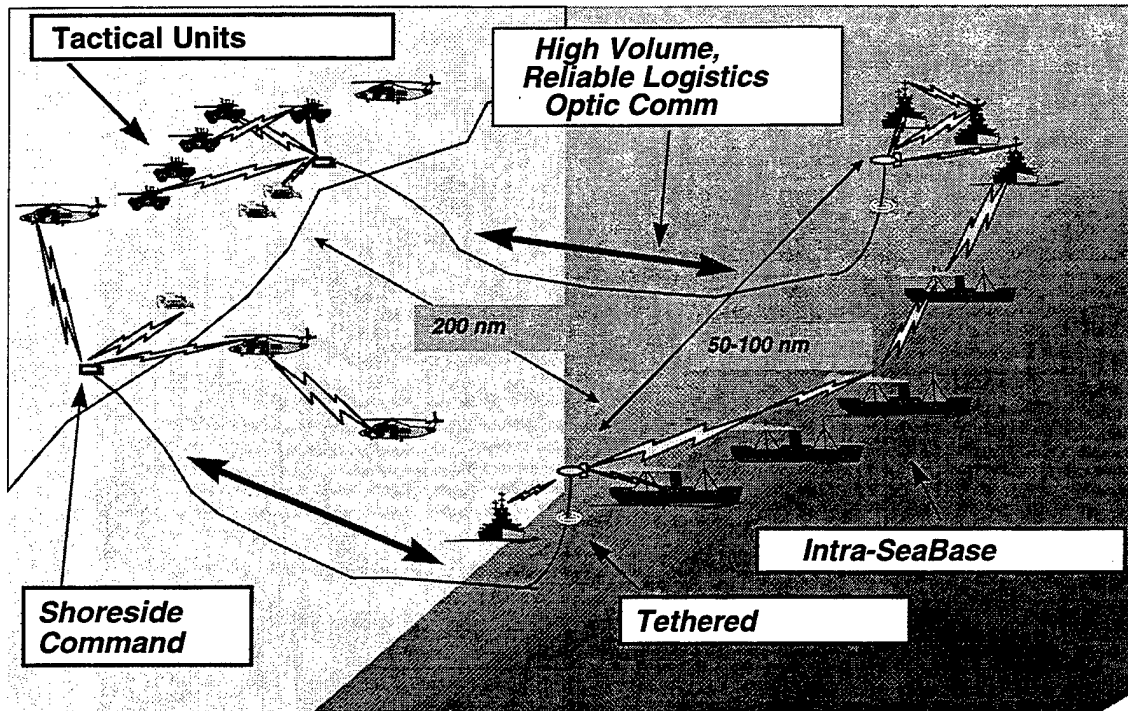 Tactical Units
High Volume,
Reliable Logistics
Optic Comm
200 nm
50-100 nm
Intra-SeaBase
Shoreside
Command
Tethered